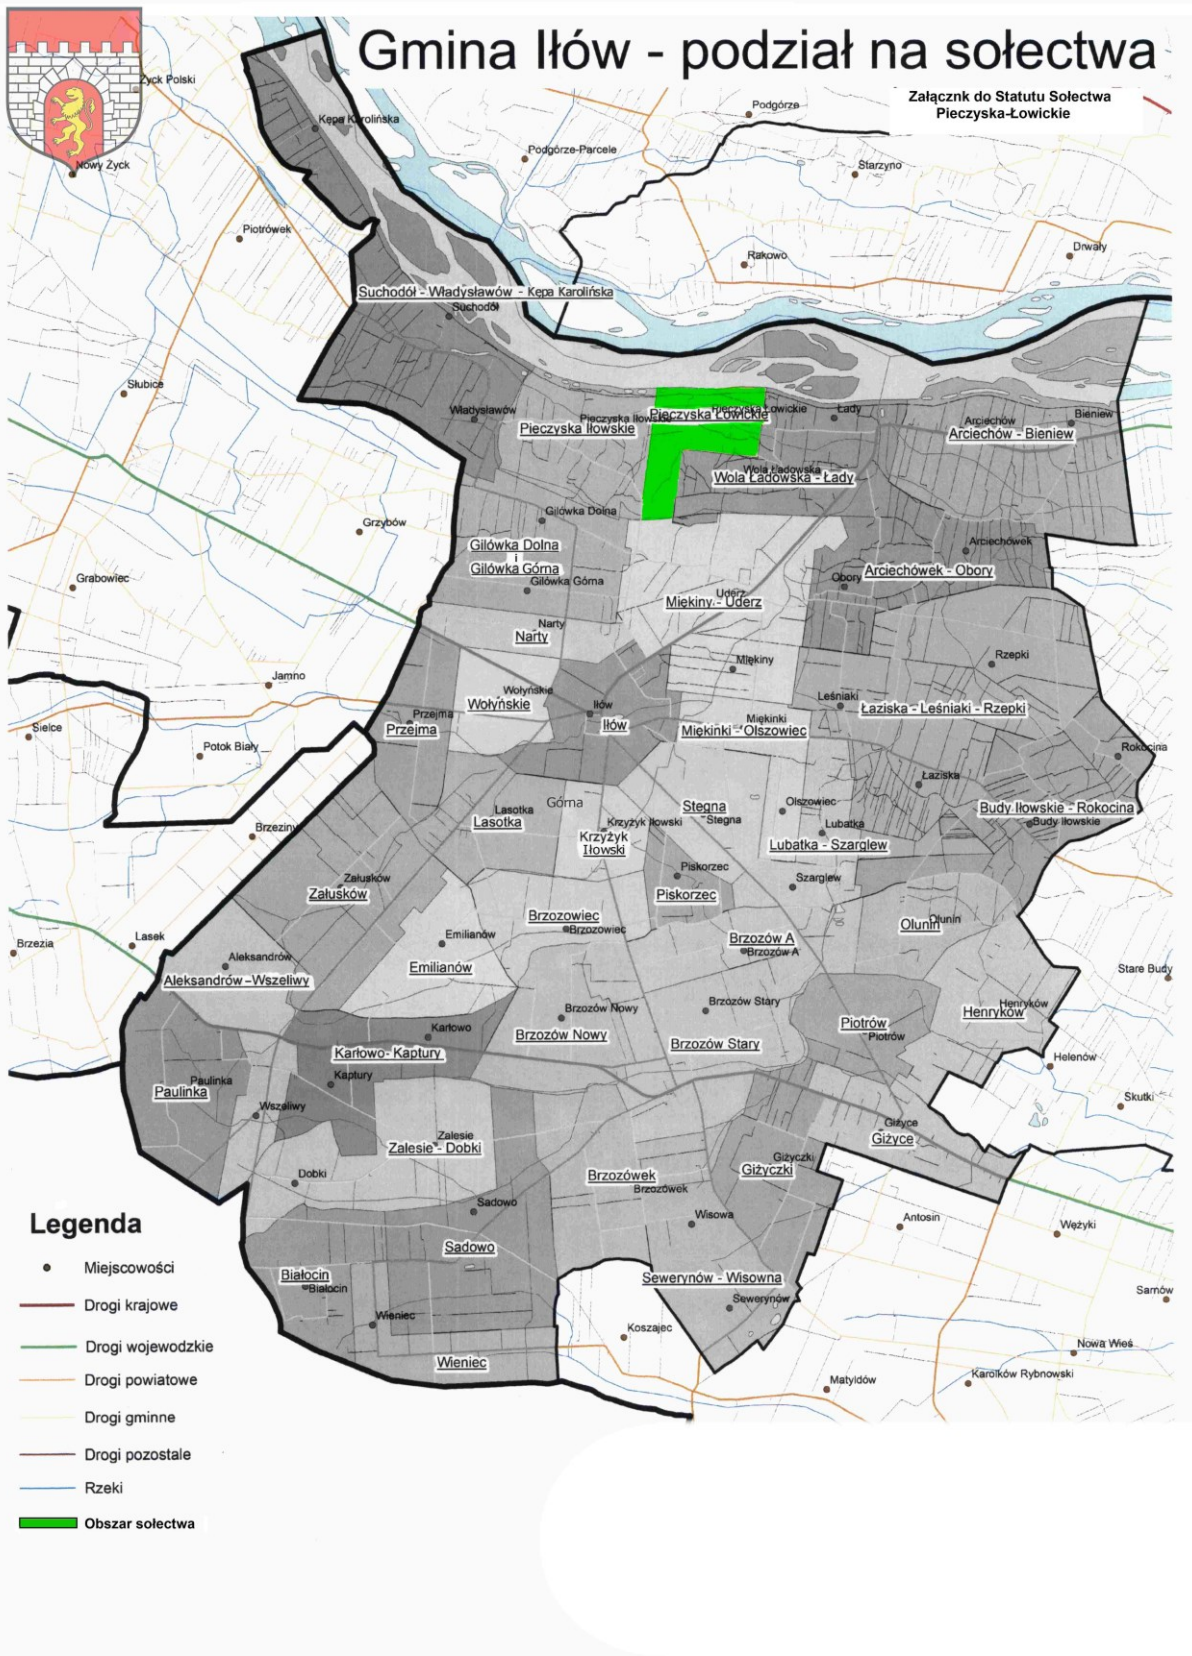 Gmina Iłów - podział na sołectwa
Załącznk do Statutu Sołectwa
Pieczyska-Łowickie
Życk Polski
Podgórze
Kępa Karolińska
Podgórze-Parcele
Starzyno
Nowy Życk
Piotrówek
Drwały
Rakowo
Suchodół - Władysławów - Kępa Karolińska
Suchodół
Słubice
Władysławów
Pieczyska Iłowskie
Pieczyska Iłowskie
Pieczyska Łowickie
Pieczyska Łowickie
Łady
Arciechów
Bieniew
Arciechów - Bieniew
Wola Ładowska
Wola Ładowska - Łady
Gilówka Dolna
Grzybów
Gilówka Dolna
i
Gilówka Górna
Gilówka Górna
Arciechówek
Arciechówek - Obory
Obory
Grabowiec
Uderz
Miękiny - Uderz
Narty
Narty
Miękiny
Rzepki
Jamno
Wołyńskie
Wołyńskie
Leśniaki
Łaziska - Leśniaki - Rzepki
Iłów
Iłów
Przejma
Przejma
Miękinki
Miękinki - Olszowiec
Sielce
Potok Biały
Rokocina
Łaziska
Lasotka
Lasotka
Górna
Stegna
Stegna
Olszowiec
Budy Iłowskie - Rokocina
Budy Iłowskie
Brzeziny
Krzyżyk Iłowski
Krzyżyk
Iłowski
Lubatka
Lubatka - Szarglew
Piskorzec
Piskorzec
Szarglew
Załusków
Załusków
Brzozowiec
Brzozowiec
Olunin
Olunin
Emilianów
Emilianów
Brzozów A
Brzozów A
Brzezia
Lasek
Aleksandrów
Aleksandrów-Wszeliwy
Stare Budy
Brzozów Nowy
Brzozów Nowy
Brzozów Stary
Brzozów Stary
Henryków
Henryków
Piotrów
Piotrów
Karłowo
Karłowo-Kaptury
Kaptury
Helenów
Paulinka
Paulinka
Wszeliwy
Skutki
Giżyce
Giżyce
Zalesie
Zalesie - Dobki
Giżyczki
Giżyczki
Dobki
Brzozówek
Brzozówek
Sadowo
Sadowo
Wisowa
Antosin
Wężyki
Białocin
Białocin
Sewerynów - Wisowna
Sewerynów
Samów
Wieniec
Wieniec
Koszajec
Nowa Wieś
Matyldów
Karolków Rybnowski
Legenda
Miejscowości
Drogi krajowe
Drogi wojewodzkie
Drogi powiatowe
Drogi gminne
Drogi pozostale
Rzeki
Obszar sołectwa